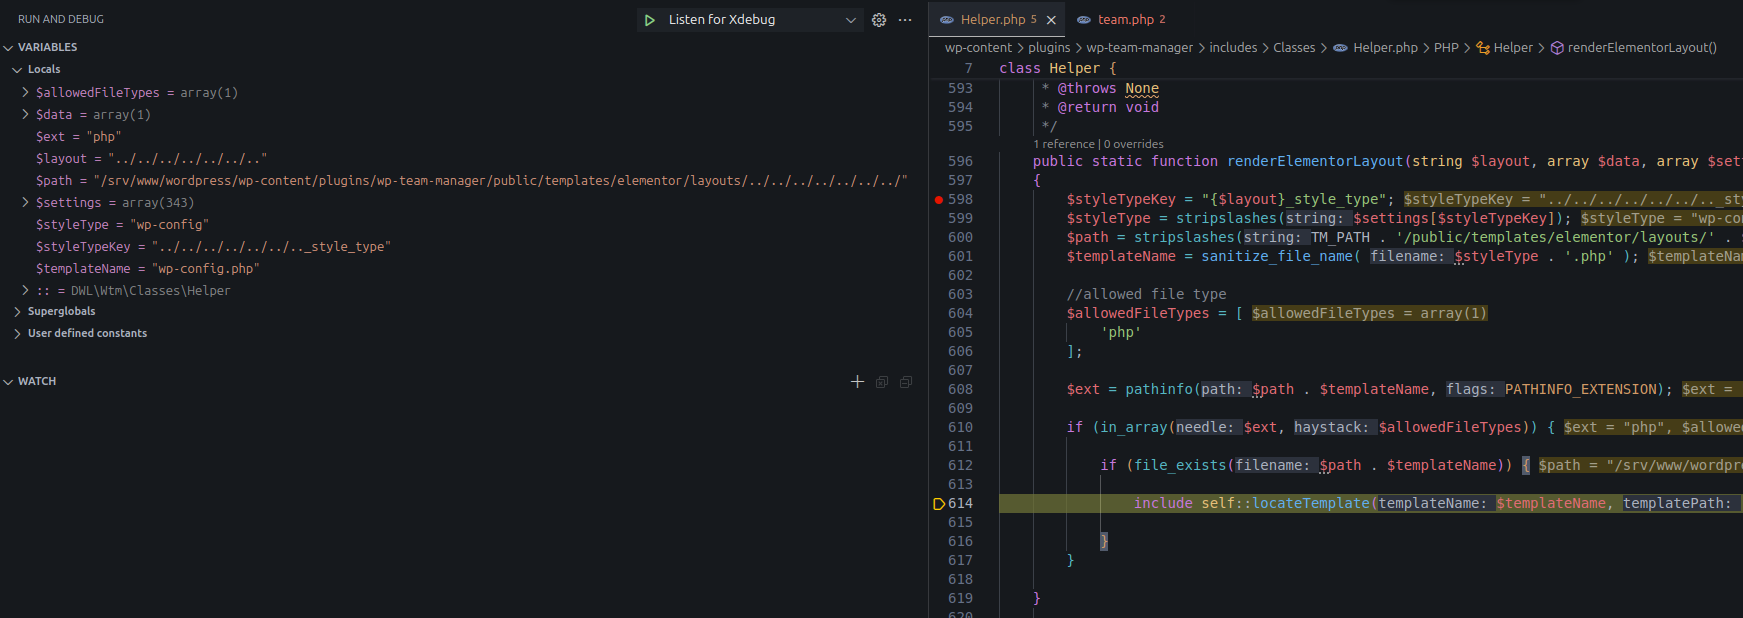 RUN AND DEBUG
Listen for Xdebug
VARIABLES
Locals
$allowedFileTypes = array(1)
$data = array(1)
$ext = "php"
$layout = "../../../../../../.."
$path = "/srv/www/wordpress/wp-content/plugins/wp-team-manager/public/templates/elementor/layouts/../../../../../../../"
$settings = array(343)
$styleType = "wp-config"
$styleTypeKey = "../../../../../../.._style_type"
$templateName = "wp-config.php"
:: = DWL\Wtm\Classes\Helper
Superglobals
User defined constants
WATCH
Helper.php 5
team.php 2
wp-content > plugins > wp-team-manager > includes > Classes > Helper.php > PHP > Helper > renderElementorLayout()
7 class Helper {
593 * @throws None
594 * @return void
595 */
1 reference | 0 overrides
596 public static function renderElementorLayout(string $layout, array $data, array $set
597 {
598 $styleTypeKey = "{$layout}_style_type"; $styleTypeKey = "../../../../../../.._st
599 $styleType = stripslashes(string: $settings[$styleTypeKey]); $styleType = "wp-co
600 $path = stripslashes(string: TM_PATH . '/public/templates/elementor/layouts/' .
601 $templateName = sanitize_file_name( filename: $styleType . '.php' ); $templateNa
602
603 //allowed file type
604 $allowedFileTypes = [ $allowedFileTypes = array(1)
605 'php'
606 ];
607
608 $ext = pathinfo(path: $path . $templateName, flags: PATHINFO_EXTENSION); $ext =
609
610 if (in_array(needle: $ext, haystack: $allowedFileTypes)) { $ext = "php", $allowe
611
612 if (file_exists(filename: $path . $templateName)) { $path = "/srv/www/wordpr
613
614 include self::locateTemplate(templateName: $templateName, templatePath:
615
616 }
617 }
618
619 }
620